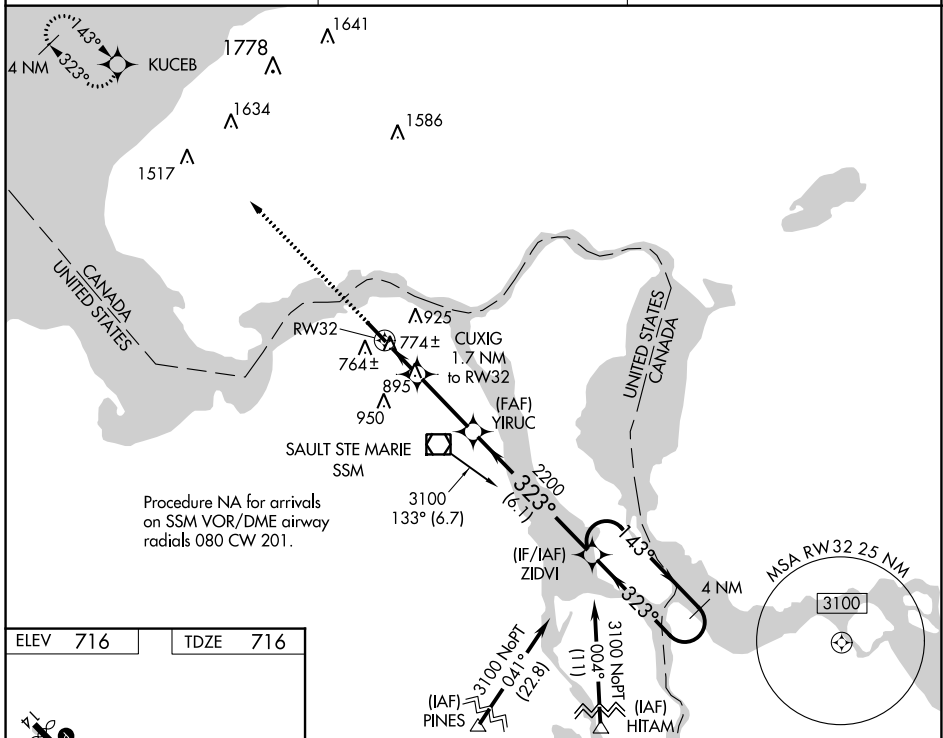 1641
143°
1778
4 NM
323°
KUCEB
1634
1586
1517
CANADA
UNITED STATES
925
RW32
774±
CUXIG
1.7 NM
to RW32
764±
895
950
UNITED STATES
CANADA
(FAF)
YIRUC
SAULT STE MARIE
SSM
2200
323°
(6.1)
3100
133° (6.7)
Procedure NA for arrivals
on SSM VOR/DME airway
radials 080 CW 201.
(IF/IAF)
ZIDVI
143°
4 NM
323°
MSA RW32 25 NM
3100
ELEV 716
TDZE 716
3100 NoPT
041°
(22.8)
3100 NoPT
004°
(11)
(IAF)
PINES
(IAF)
HITAM
14
A